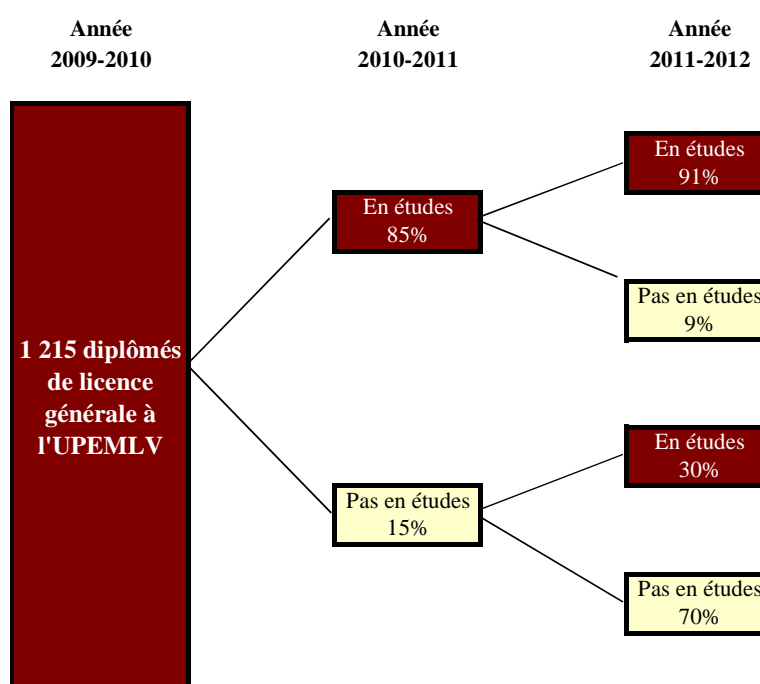 Année
2009-2010
Année
2010-2011
Année
2011-2012
1 215 diplômés
de licence
générale à
l'UPEMLV
En études
85%
Pas en études
15%
En études
91%
Pas en études
9%
En études
30%
Pas en études
70%